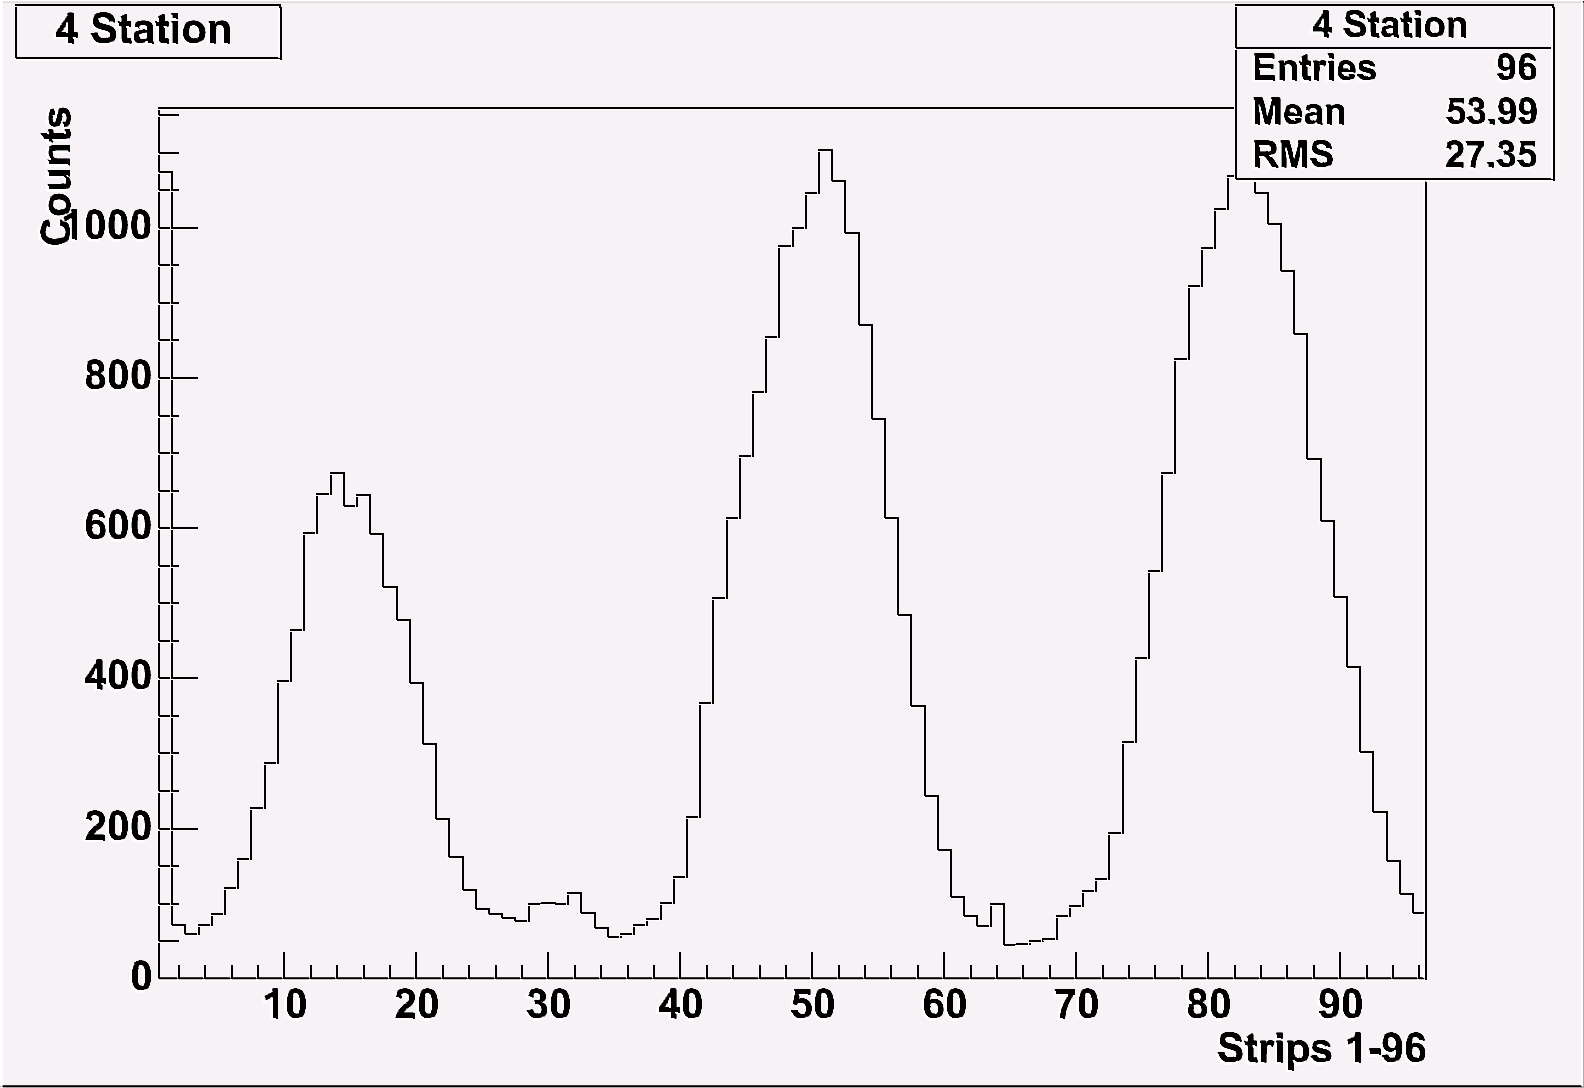 4 Station
4 Station
Entries 96
Mean 53.99
RMS 27.35
Counts
1000
800
600
400
200
0
10 20 30 40 50 60 70 80 90
Strips 1-96